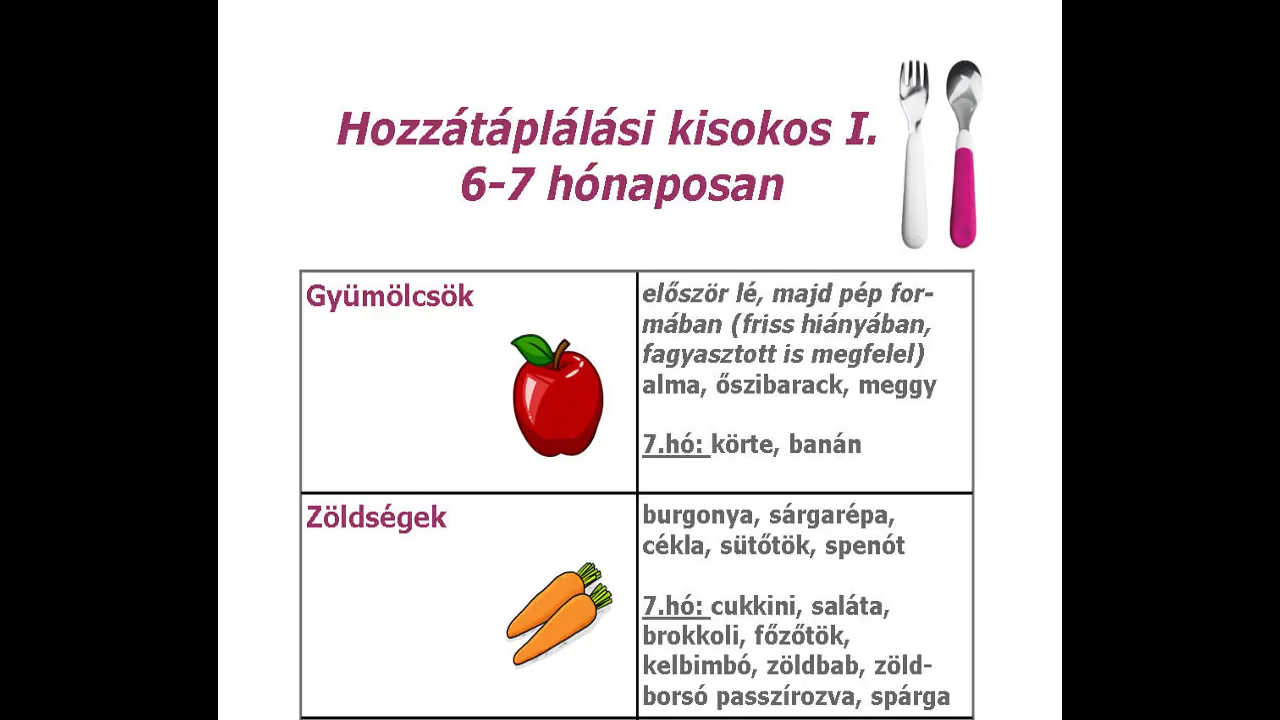 Hozzátáplálási kisokos I.
6-7 hónaposan
Gyümölcsök
először lé, majd pép for-
mában (friss hiányában,
fagyasztott is megfelel)
alma, őszibarack, meggy
7.hó: körte, banán
Zöldségek
burgonya, sárgarépa,
cékla, sütőtök, spenót
7.hó: cukkini, saláta,
brokkoli, főzőtök,
kelbimbó, zöldbab, zöld-
borsó passzírozva, spárga